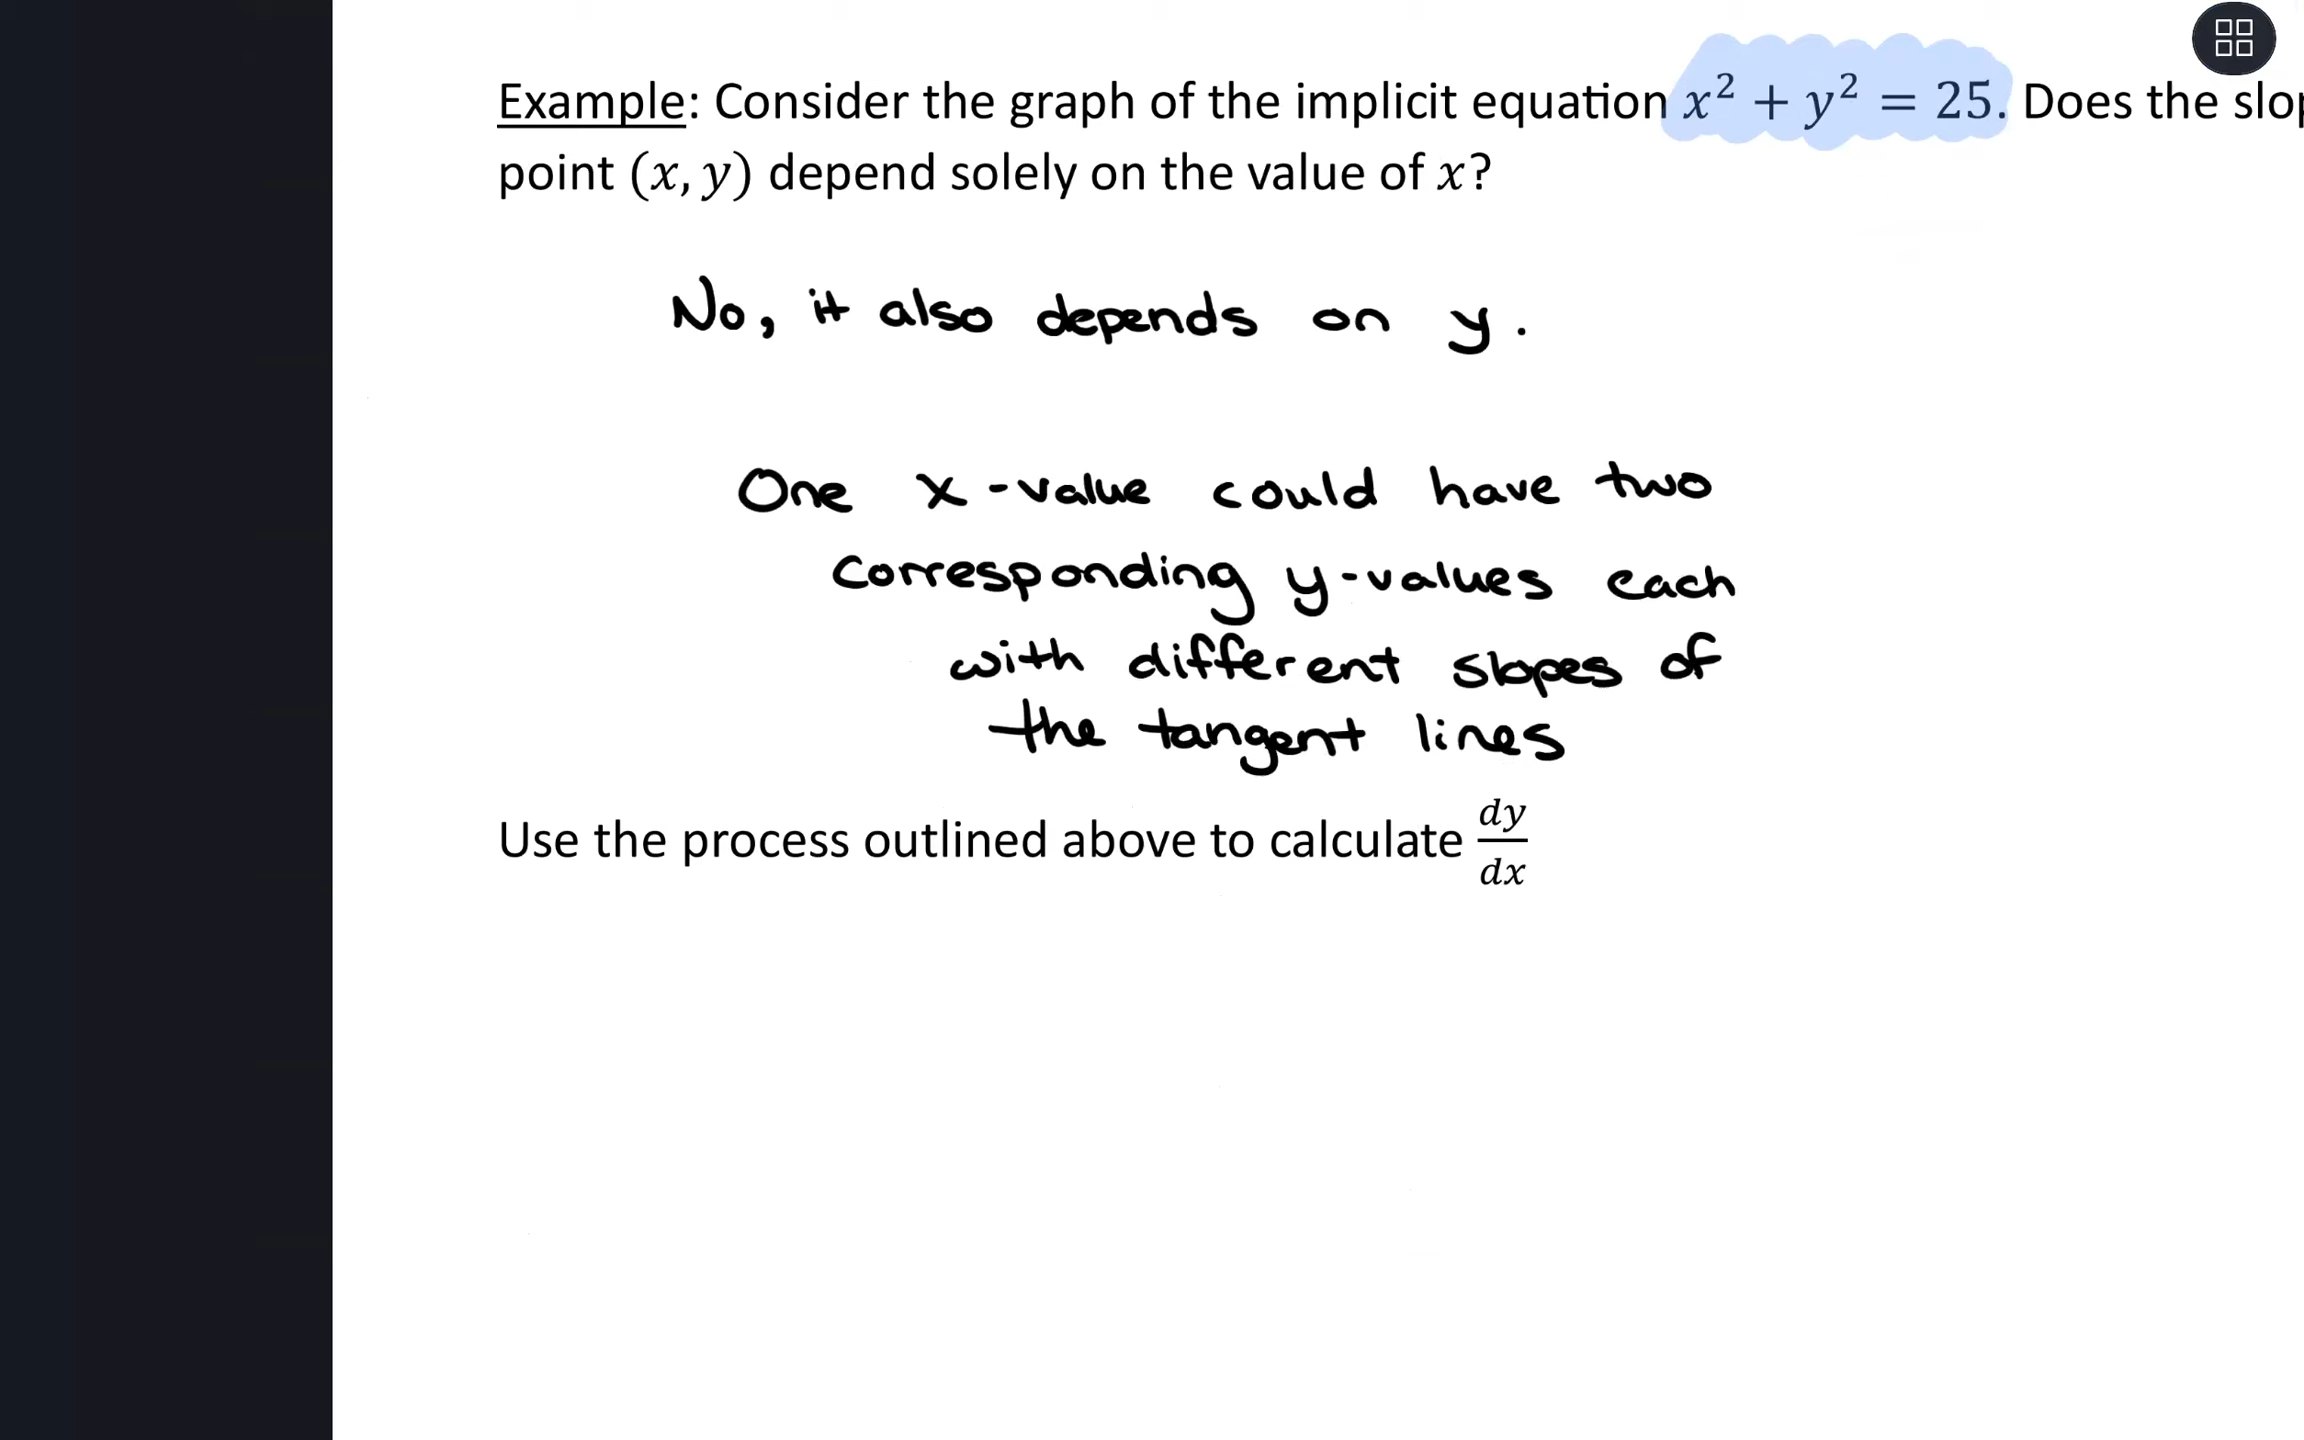 Example: Consider the graph of the implicit equation x² + y² = 25. Does the
point (x, y) depend solely on the value of x?
No, it also depends on y.
One x-value could have two
corresponding y-values each
with different slopes of
the tangent lines
Use the process outlined above to calculate dy/dx